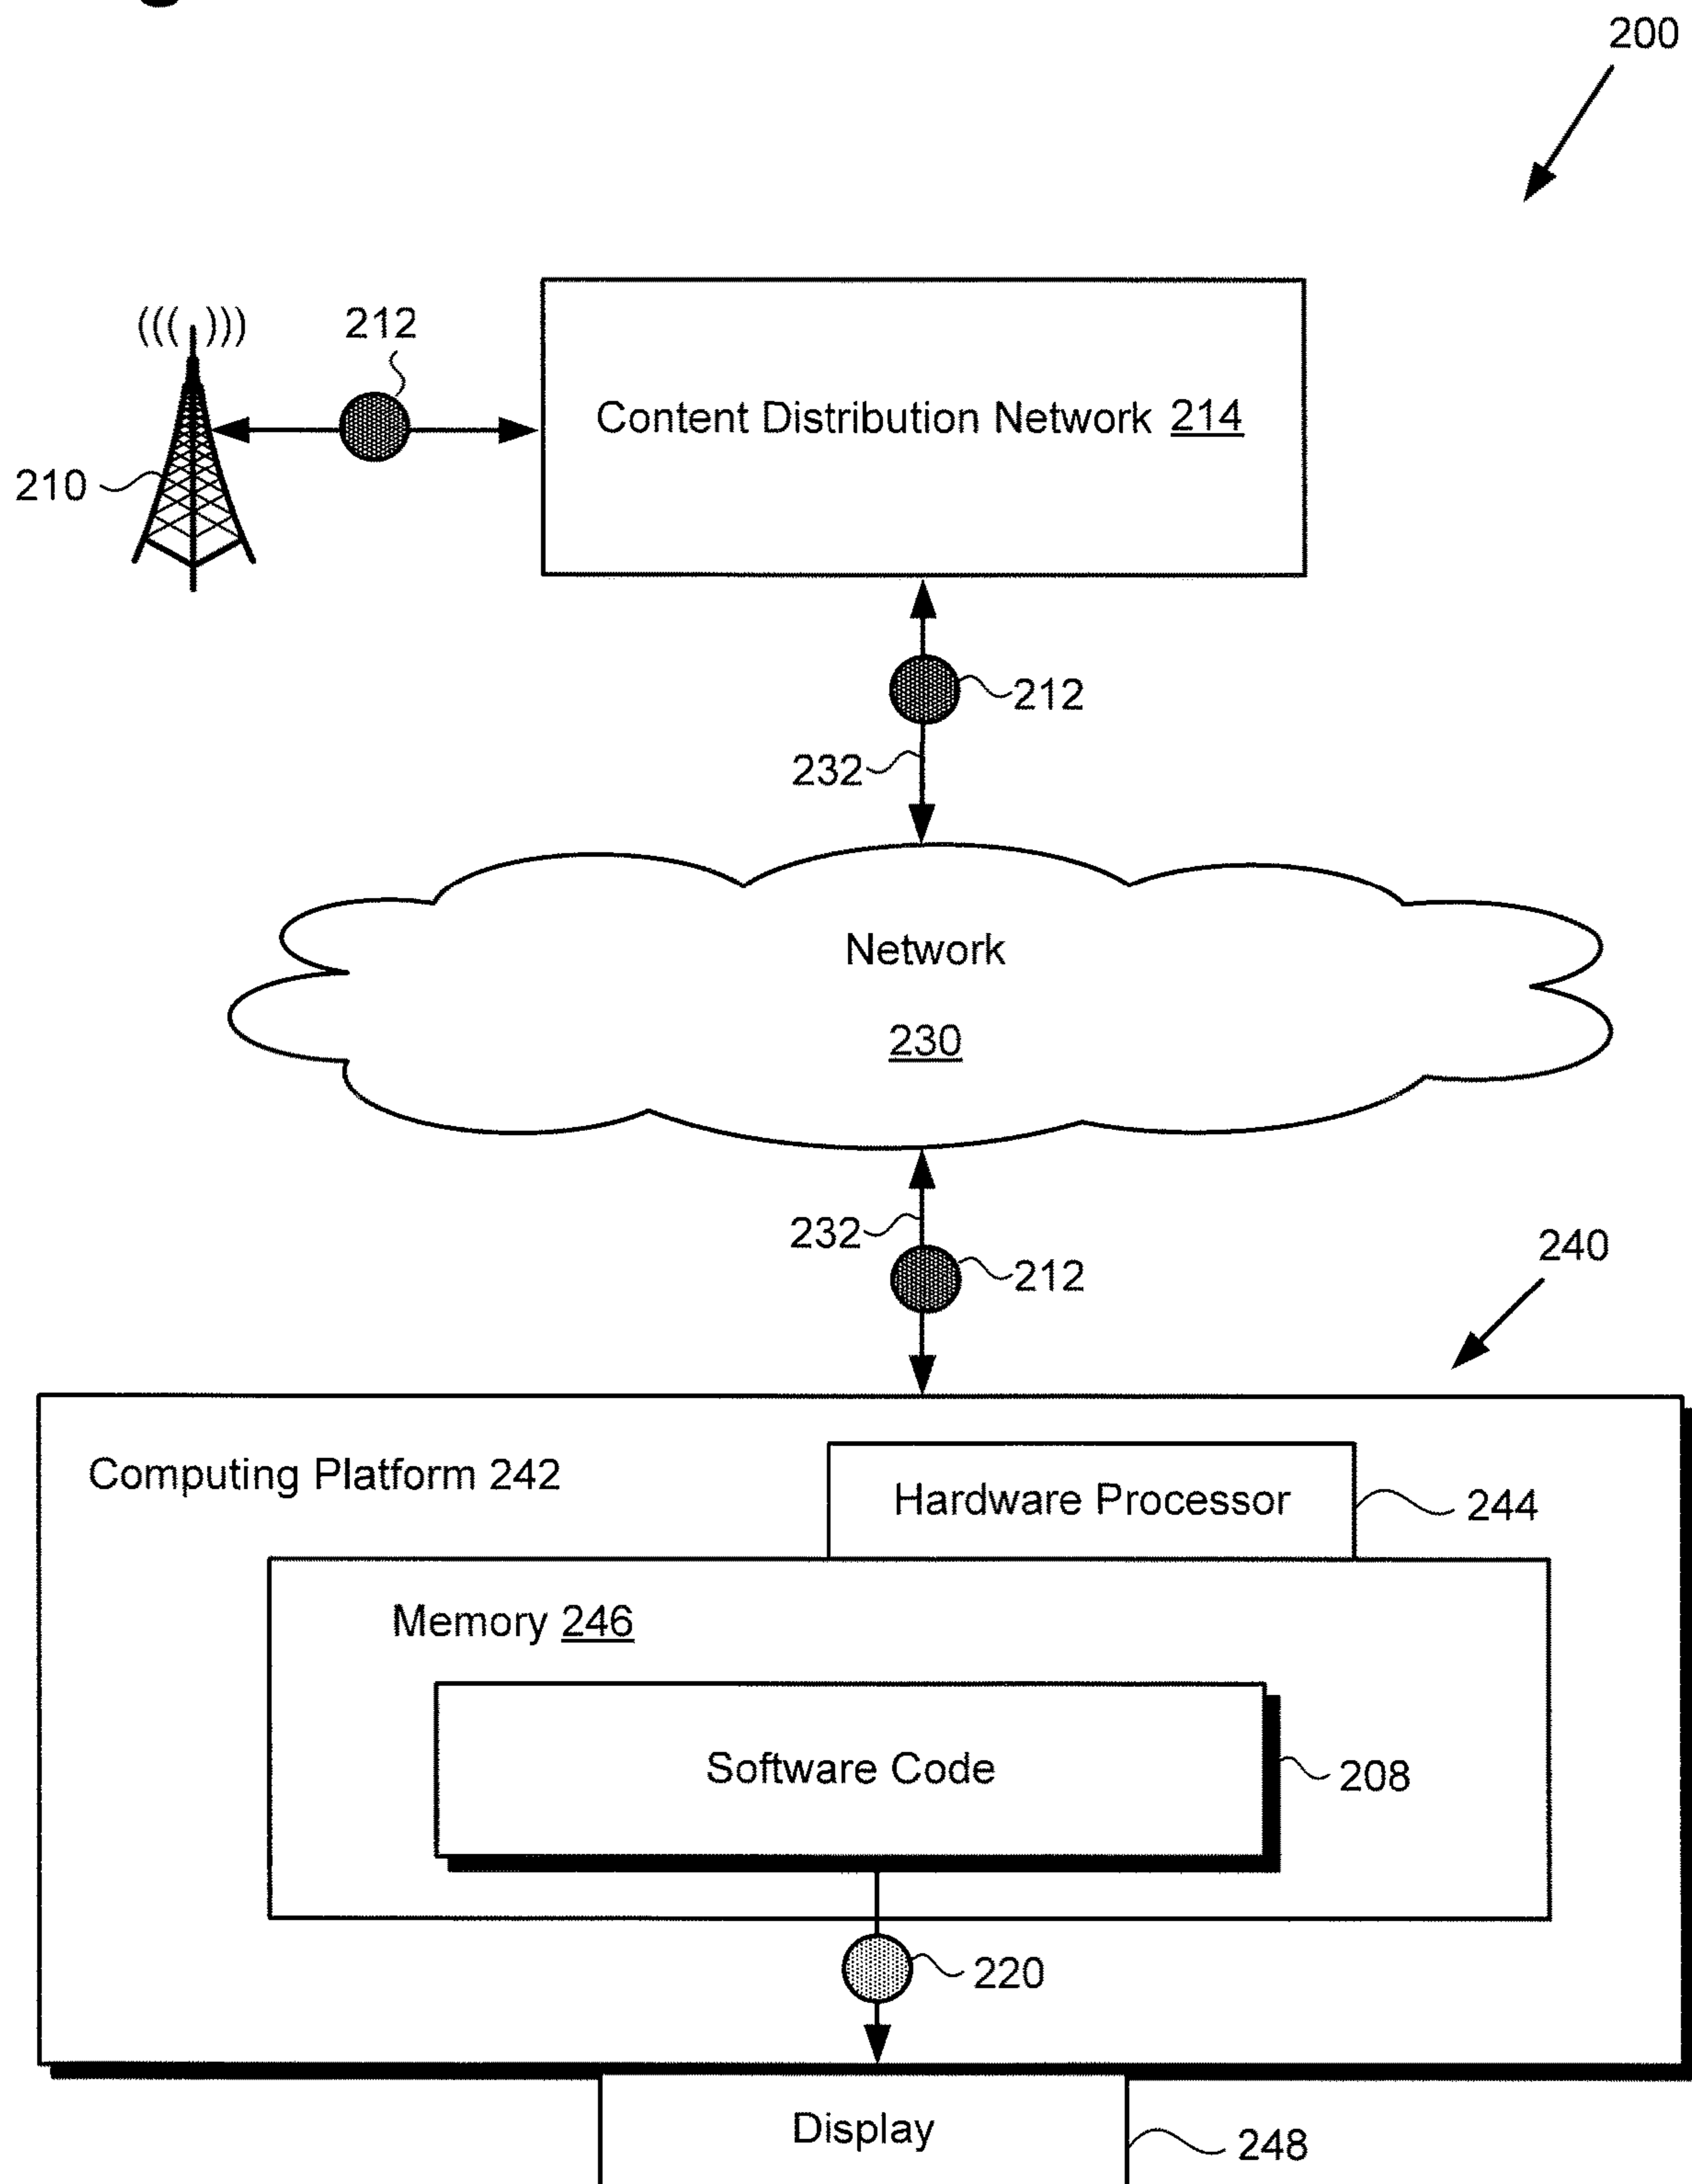 200
((( )))
212
Content Distribution Network 214
210
212
232
Network
230
232
212
240
Computing Platform 242
Hardware Processor
244
Memory 246
Software Code
208
220
Display
248